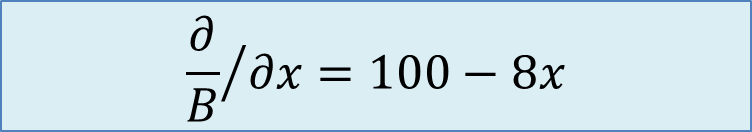 ∂/B/∂x = 100 − 8x